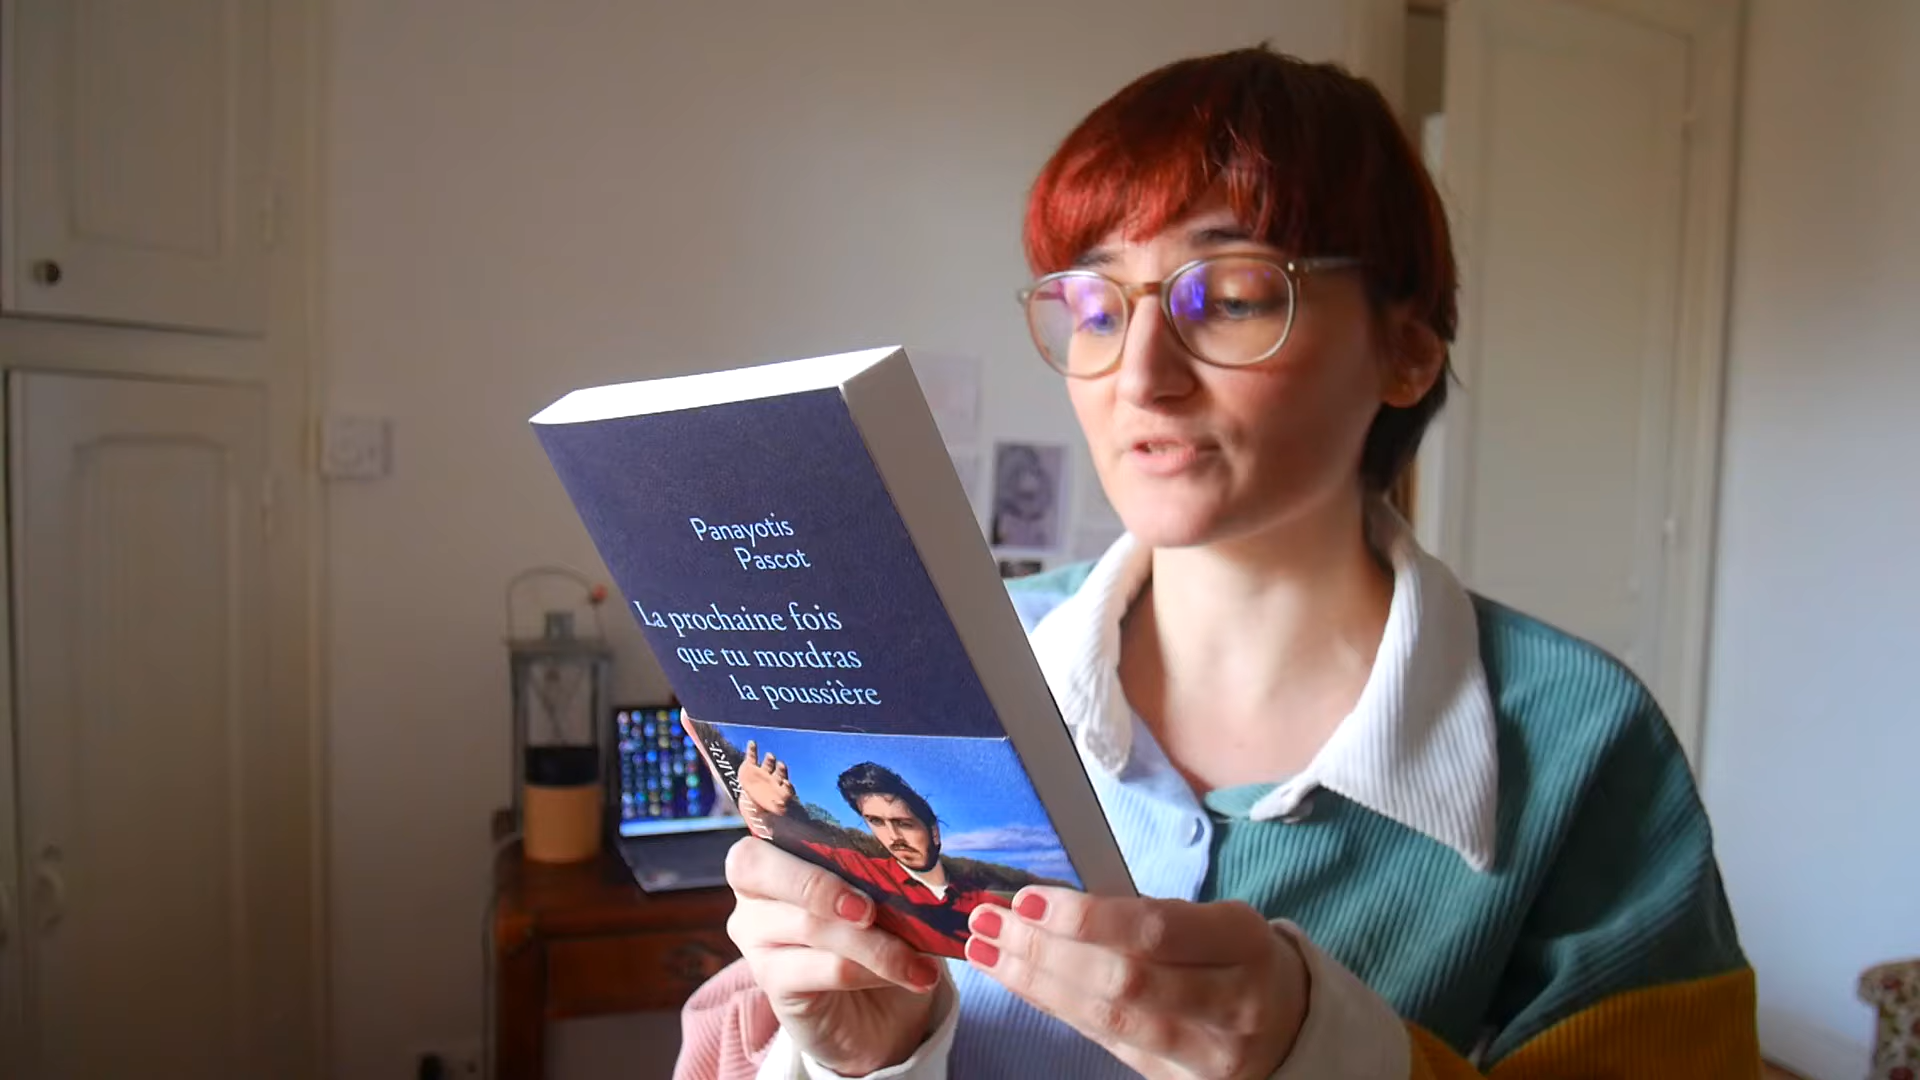 Panayotis
Pascot
La prochaine fois
que tu mordras
la poussière